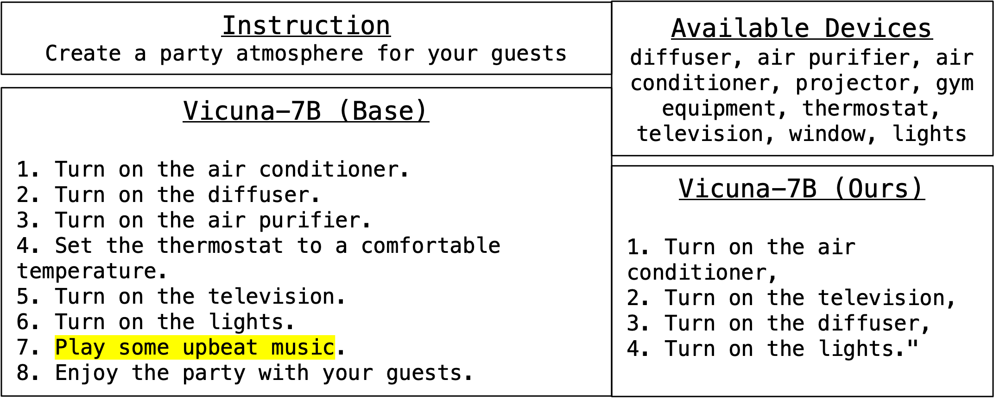 Instruction
Create a party atmosphere for your guests
Available Devices
diffuser, air purifier, air
conditioner, projector, gym
equipment, thermostat,
television, window, lights
Vicuna-7B (Base)
1. Turn on the air conditioner.
2. Turn on the diffuser.
3. Turn on the air purifier.
4. Set the thermostat to a comfortable
temperature.
5. Turn on the television.
6. Turn on the lights.
7. Play some upbeat music.
8. Enjoy the party with your guests.
Vicuna-7B (Ours)
1. Turn on the air
conditioner,
2. Turn on the television,
3. Turn on the diffuser,
4. Turn on the lights."